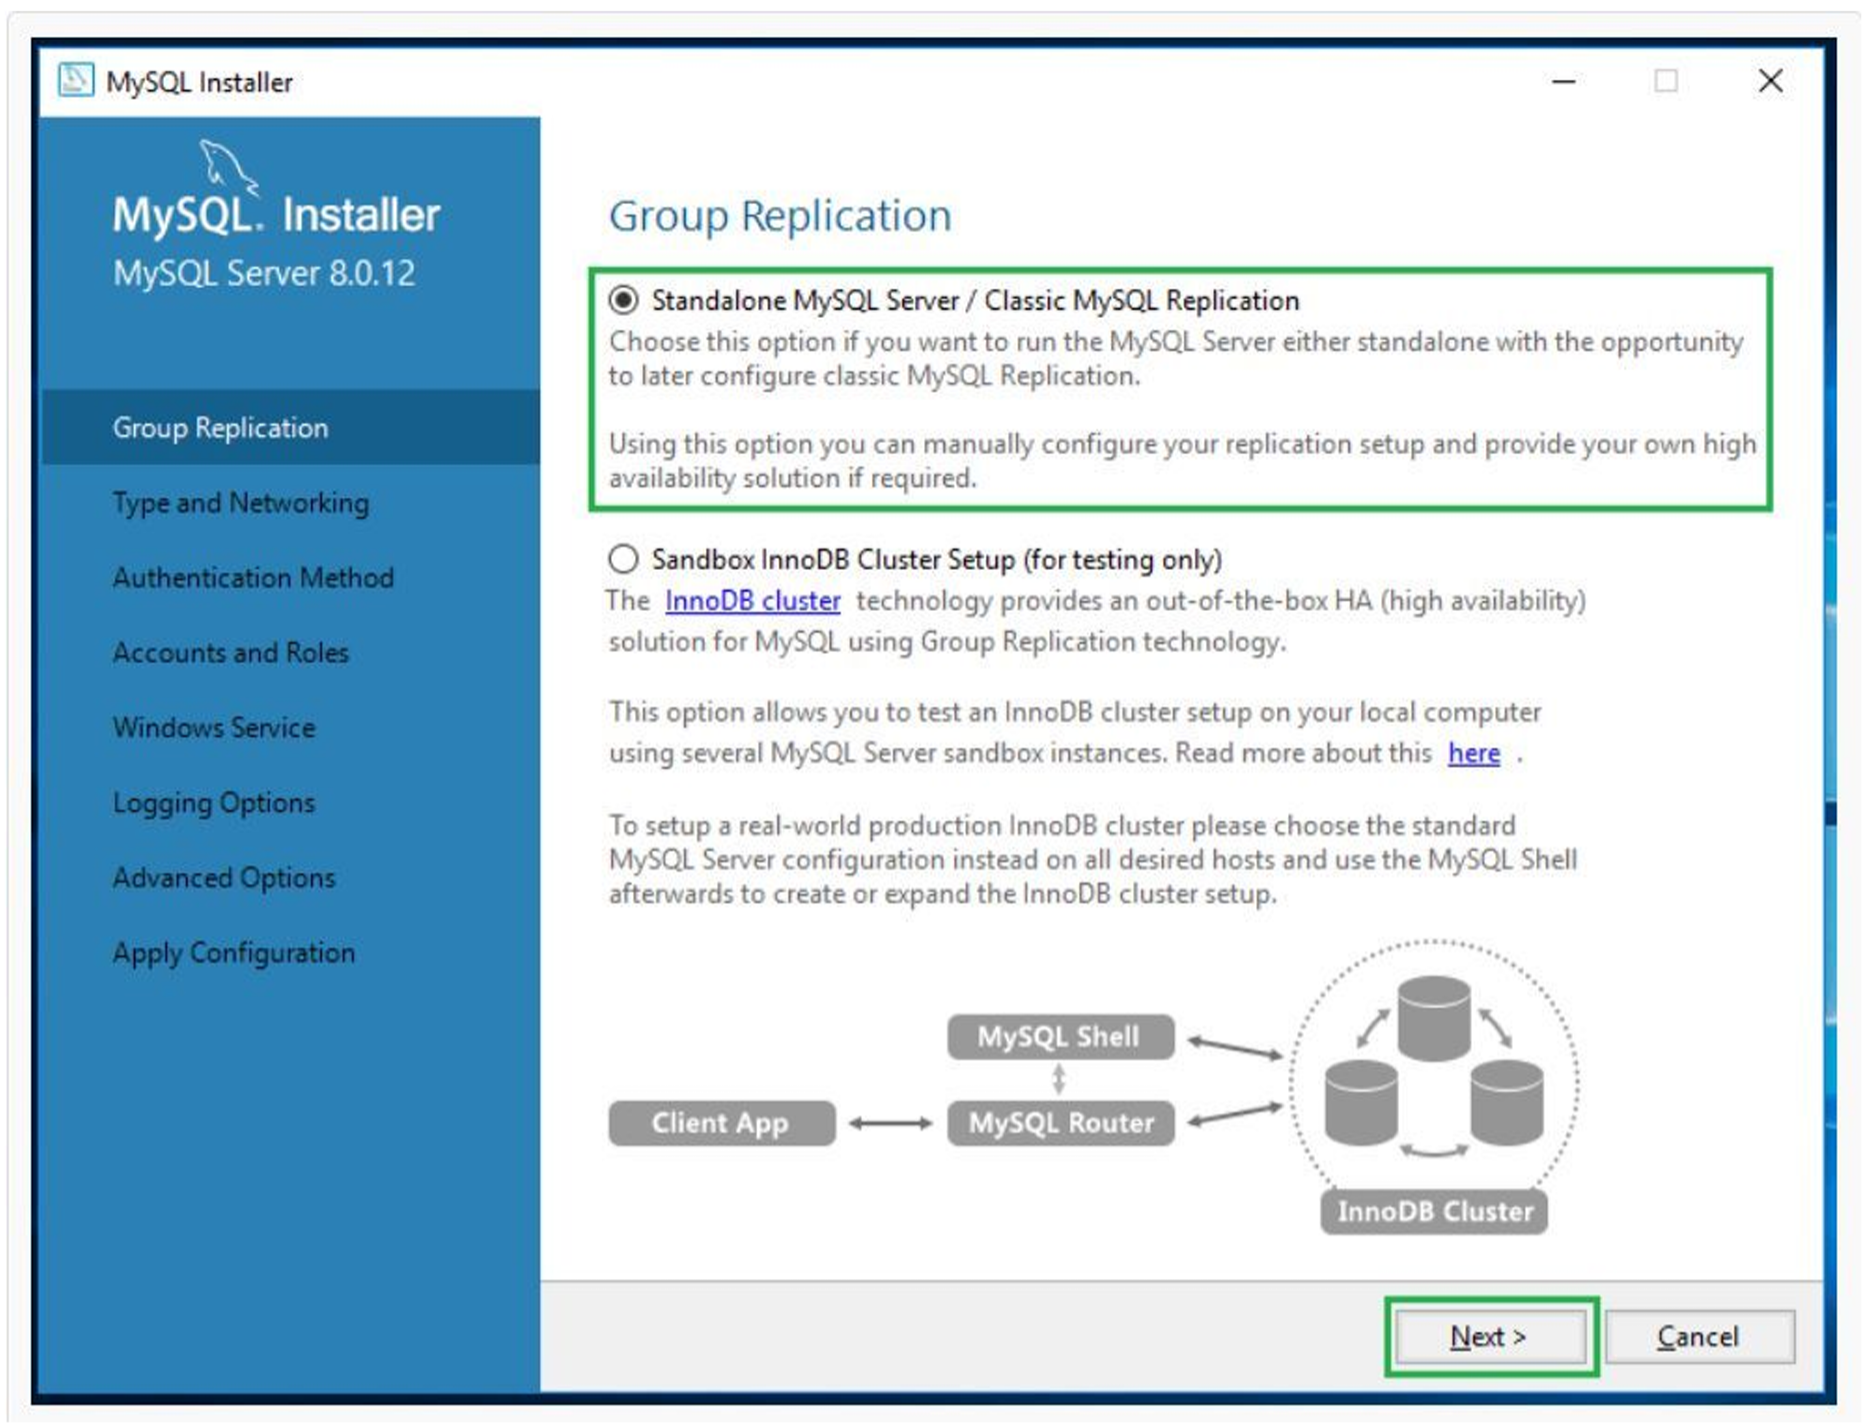 MySQL Installer
MySQL. Installer
MySQL Server 8.0.12
Group Replication
Type and Networking
Authentication Method
Accounts and Roles
Windows Service
Logging Options
Advanced Options
Apply Configuration
Group Replication
Standalone MySQL Server / Classic MySQL Replication
Choose this option if you want to run the MySQL Server either standalone with the opportunity
to later configure classic MySQL Replication.
Using this option you can manually configure your replication setup and provide your own high
availability solution if required.
Sandbox InnoDB Cluster Setup (for testing only)
The InnoDB cluster technology provides an out-of-the-box HA (high availability)
solution for MySQL using Group Replication technology.
This option allows you to test an InnoDB cluster setup on your local computer
using several MySQL Server sandbox instances. Read more about this here .
To setup a real-world production InnoDB cluster please choose the standard
MySQL Server configuration instead on all desired hosts and use the MySQL Shell
afterwards to create or expand the InnoDB cluster setup.
MySQL Shell
Client App
MySQL Router
InnoDB Cluster
Next >
Cancel